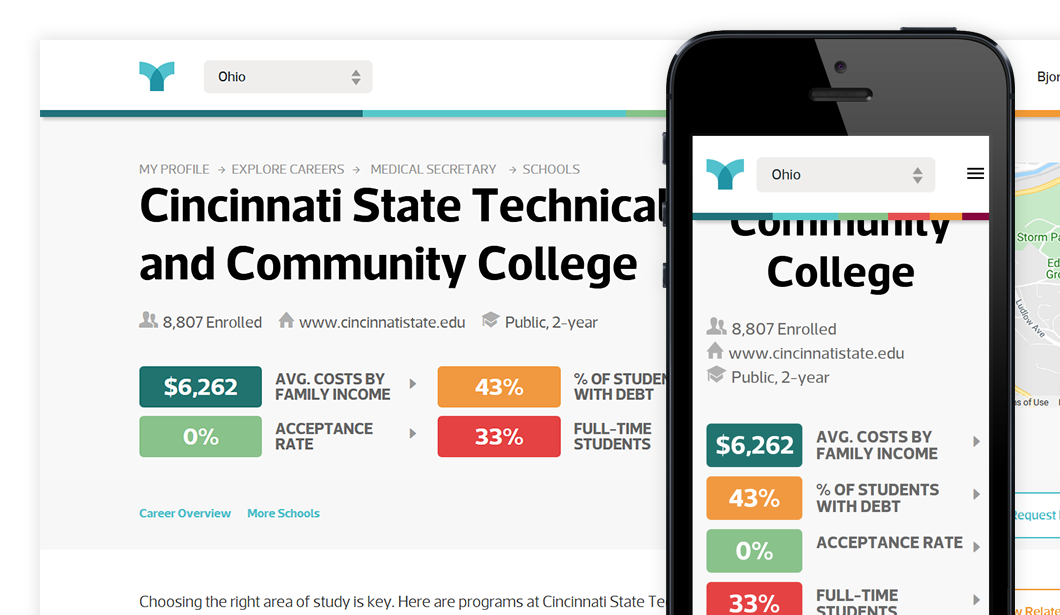 Ohio
MY PROFILE → EXPLORE CAREERS → MEDICAL SECRETARY → SCHOOLS
Cincinnati State Technical
and Community College
8,807 Enrolled www.cincinnatistate.edu Public, 2-year
$6,262 AVG. COSTS BY
FAMILY INCOME
43% % OF STUDEN
WITH DEBT
0% ACCEPTANCE
RATE
33% FULL-TIME
STUDENTS
Career Overview More Schools
Choosing the right area of study is key. Here are programs at Cincinnati State Te
Ohio
Community
College
8,807 Enrolled
www.cincinnatistate.edu
Public, 2-year
$6,262 AVG. COSTS BY
FAMILY INCOME
43% % OF STUDENTS
WITH DEBT
0% ACCEPTANCE RATE
33% FULL-TIME
STUDENTS
Bjor
Storm Pa
Ed
Gro
Ludlow Ave
ms of Use
Request
w Relate